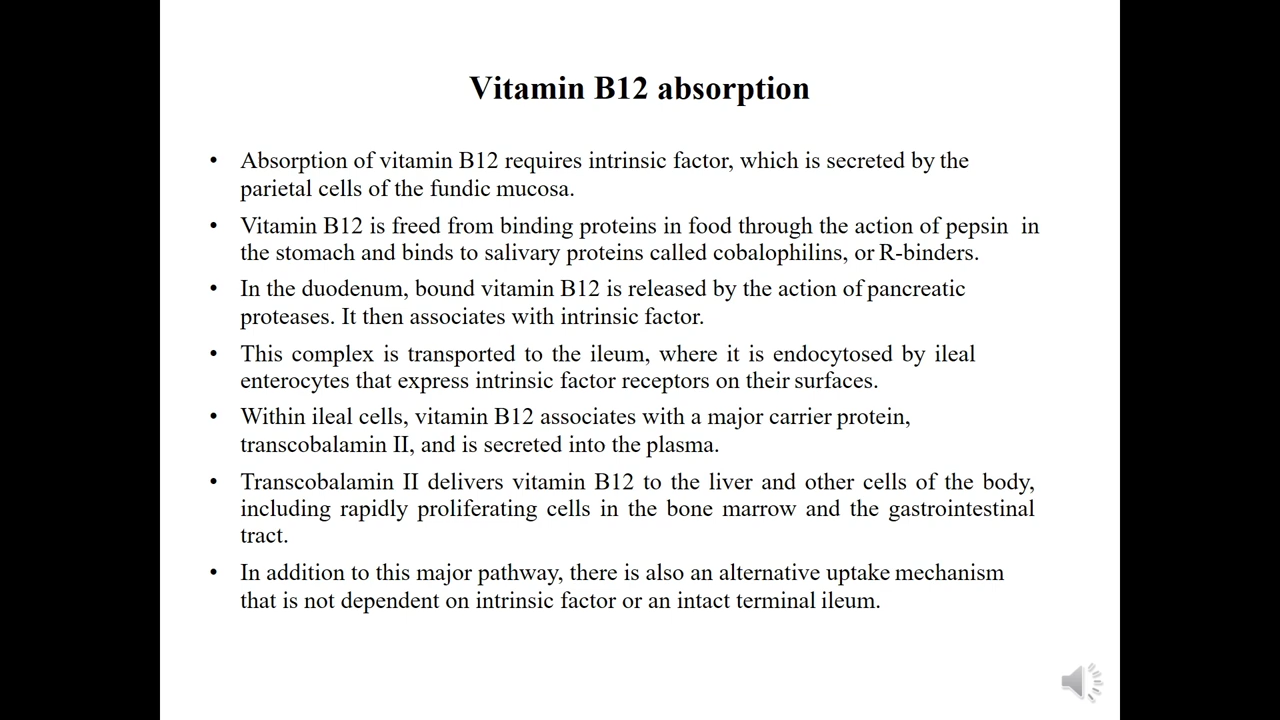 Vitamin B12 absorption
• Absorption of vitamin B12 requires intrinsic factor, which is secreted by the
parietal cells of the fundic mucosa.
• Vitamin B12 is freed from binding proteins in food through the action of pepsin in
the stomach and binds to salivary proteins called cobalophilins, or R-binders.
• In the duodenum, bound vitamin B12 is released by the action of pancreatic
proteases. It then associates with intrinsic factor.
• This complex is transported to the ileum, where it is endocytosed by ileal
enterocytes that express intrinsic factor receptors on their surfaces.
• Within ileal cells, vitamin B12 associates with a major carrier protein,
transcobalamin II, and is secreted into the plasma.
• Transcobalamin II delivers vitamin B12 to the liver and other cells of the body,
including rapidly proliferating cells in the bone marrow and the gastrointestinal
tract.
• In addition to this major pathway, there is also an alternative uptake mechanism
that is not dependent on intrinsic factor or an intact terminal ileum.